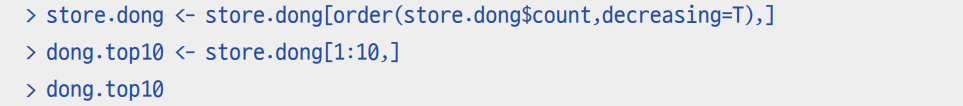 > store.dong <- store.dong[order(store.dong$count,decreasing=T),]
> dong.top10 <- store.dong[1:10,]
> dong.top10